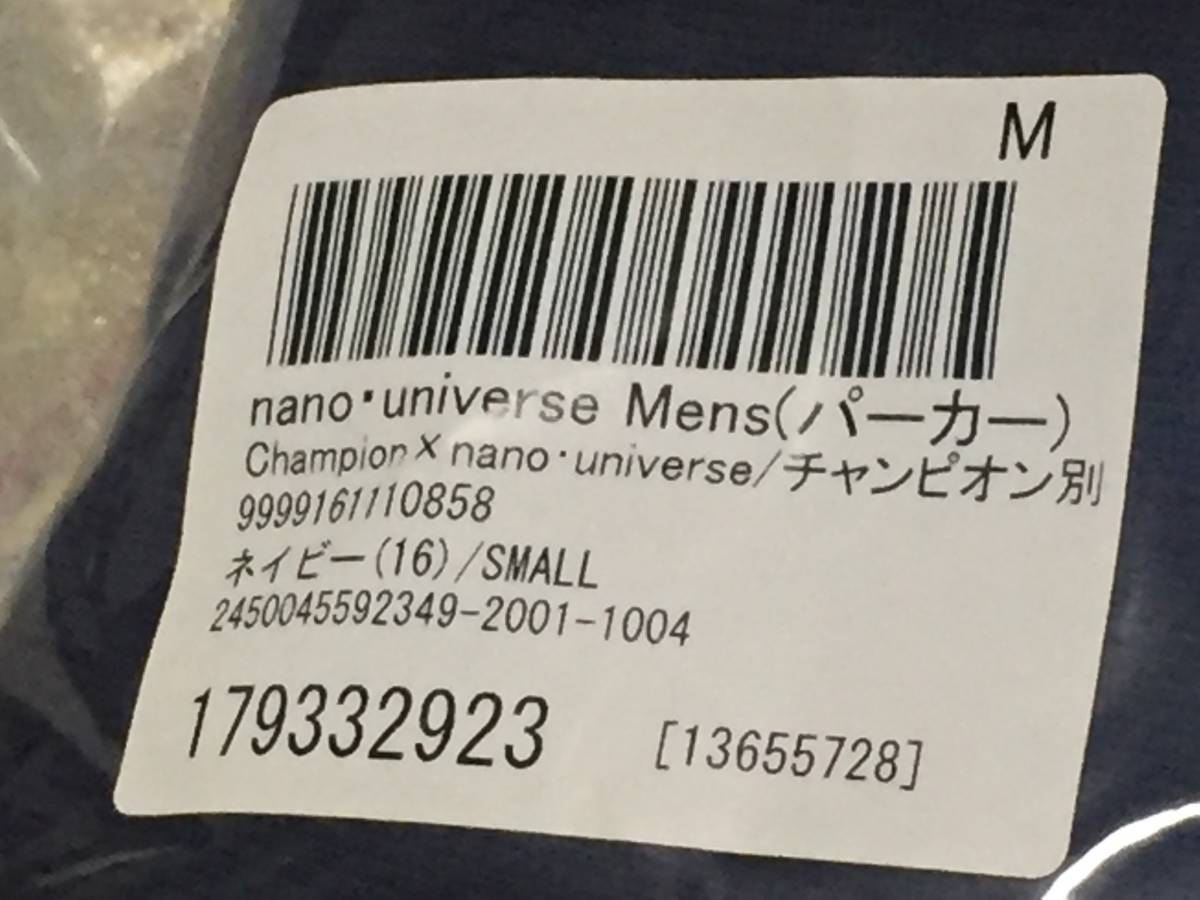 M
nano・universe Mens(パーカー)
Champion×nano・universe/チャンピオン別
9999161110858
ネイビー(16)/SMALL
2450045592349-2001-1004
179332923 [13655728]